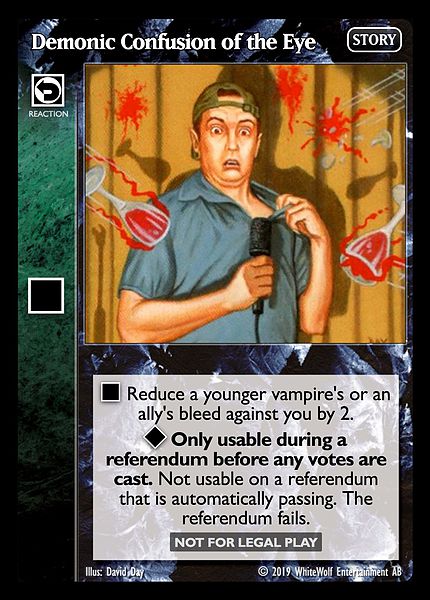 Demonic Confusion of the Eye
STORY
REACTION
Reduce a younger vampire's or an
ally's bleed against you by 2.
Only usable during a
referendum before any votes are
cast. Not usable on a referendum
that is automatically passing. The
referendum fails.
NOT FOR LEGAL PLAY
Illus: David Day
© 2019 WhiteWolf Entertainment AB